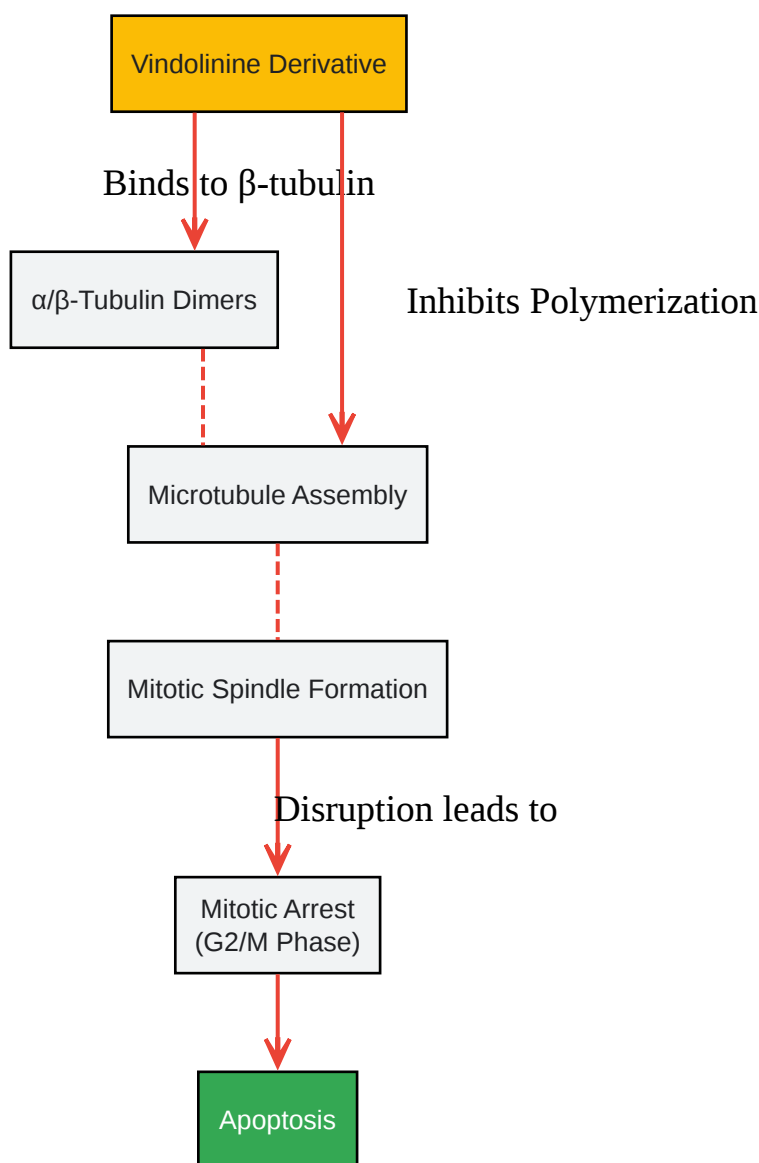 Vindolinine Derivative
Binds to β-tubulin
α/β-Tubulin Dimers
Inhibits Polymerization
Microtubule Assembly
Mitotic Spindle Formation
Disruption leads to
Mitotic Arrest
(G2/M Phase)
Apoptosis